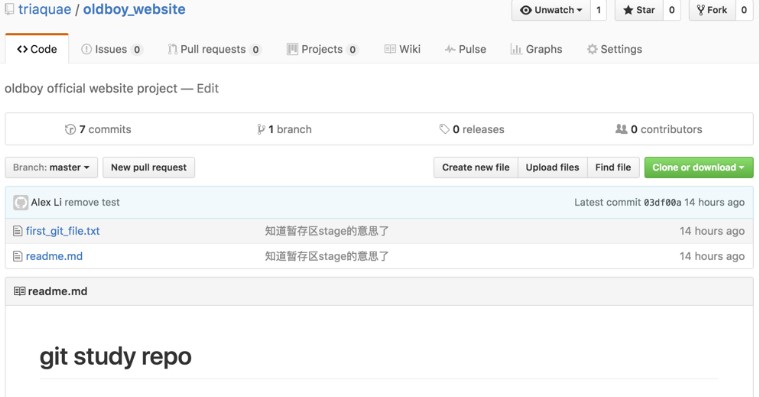 triaquae / oldboy_website Unwatch 1 Star 0 Fork 0
Code Issues 0 Pull requests 0 Projects 0 Wiki Pulse Graphs Settings
oldboy official website project — Edit
7 commits 1 branch 0 releases 0 contributors
Branch: master New pull request Create new file Upload files Find file Clone or download
Alex Li remove test Latest commit 03df00a 14 hours ago
first_git_file.txt 知道暂存区stage的意思了 14 hours ago
readme.md 知道暂存区stage的意思了 14 hours ago
readme.md
git study repo